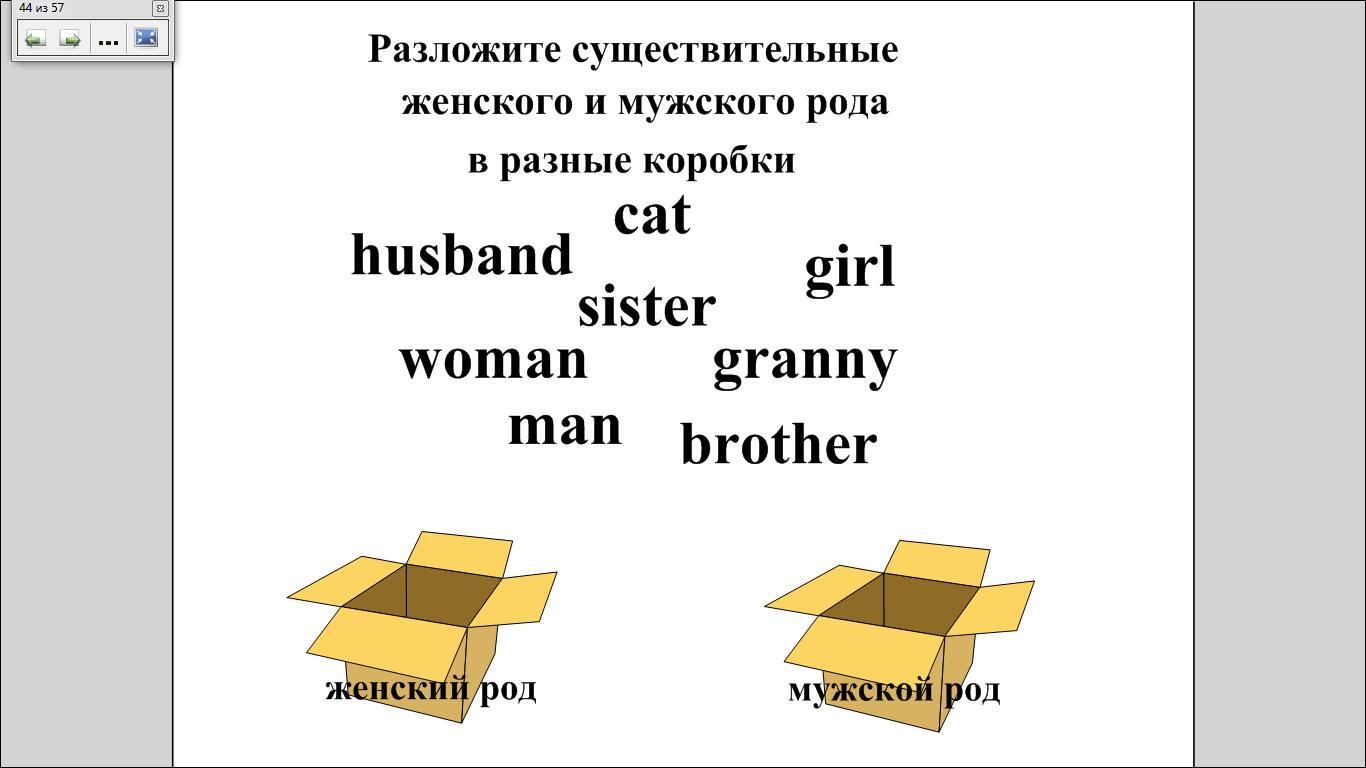 44 из 57
...
Разложите существительные
женского и мужского рода
в разные коробки
cat
husband
girl
sister
woman granny
man
brother
женский род
мужской род